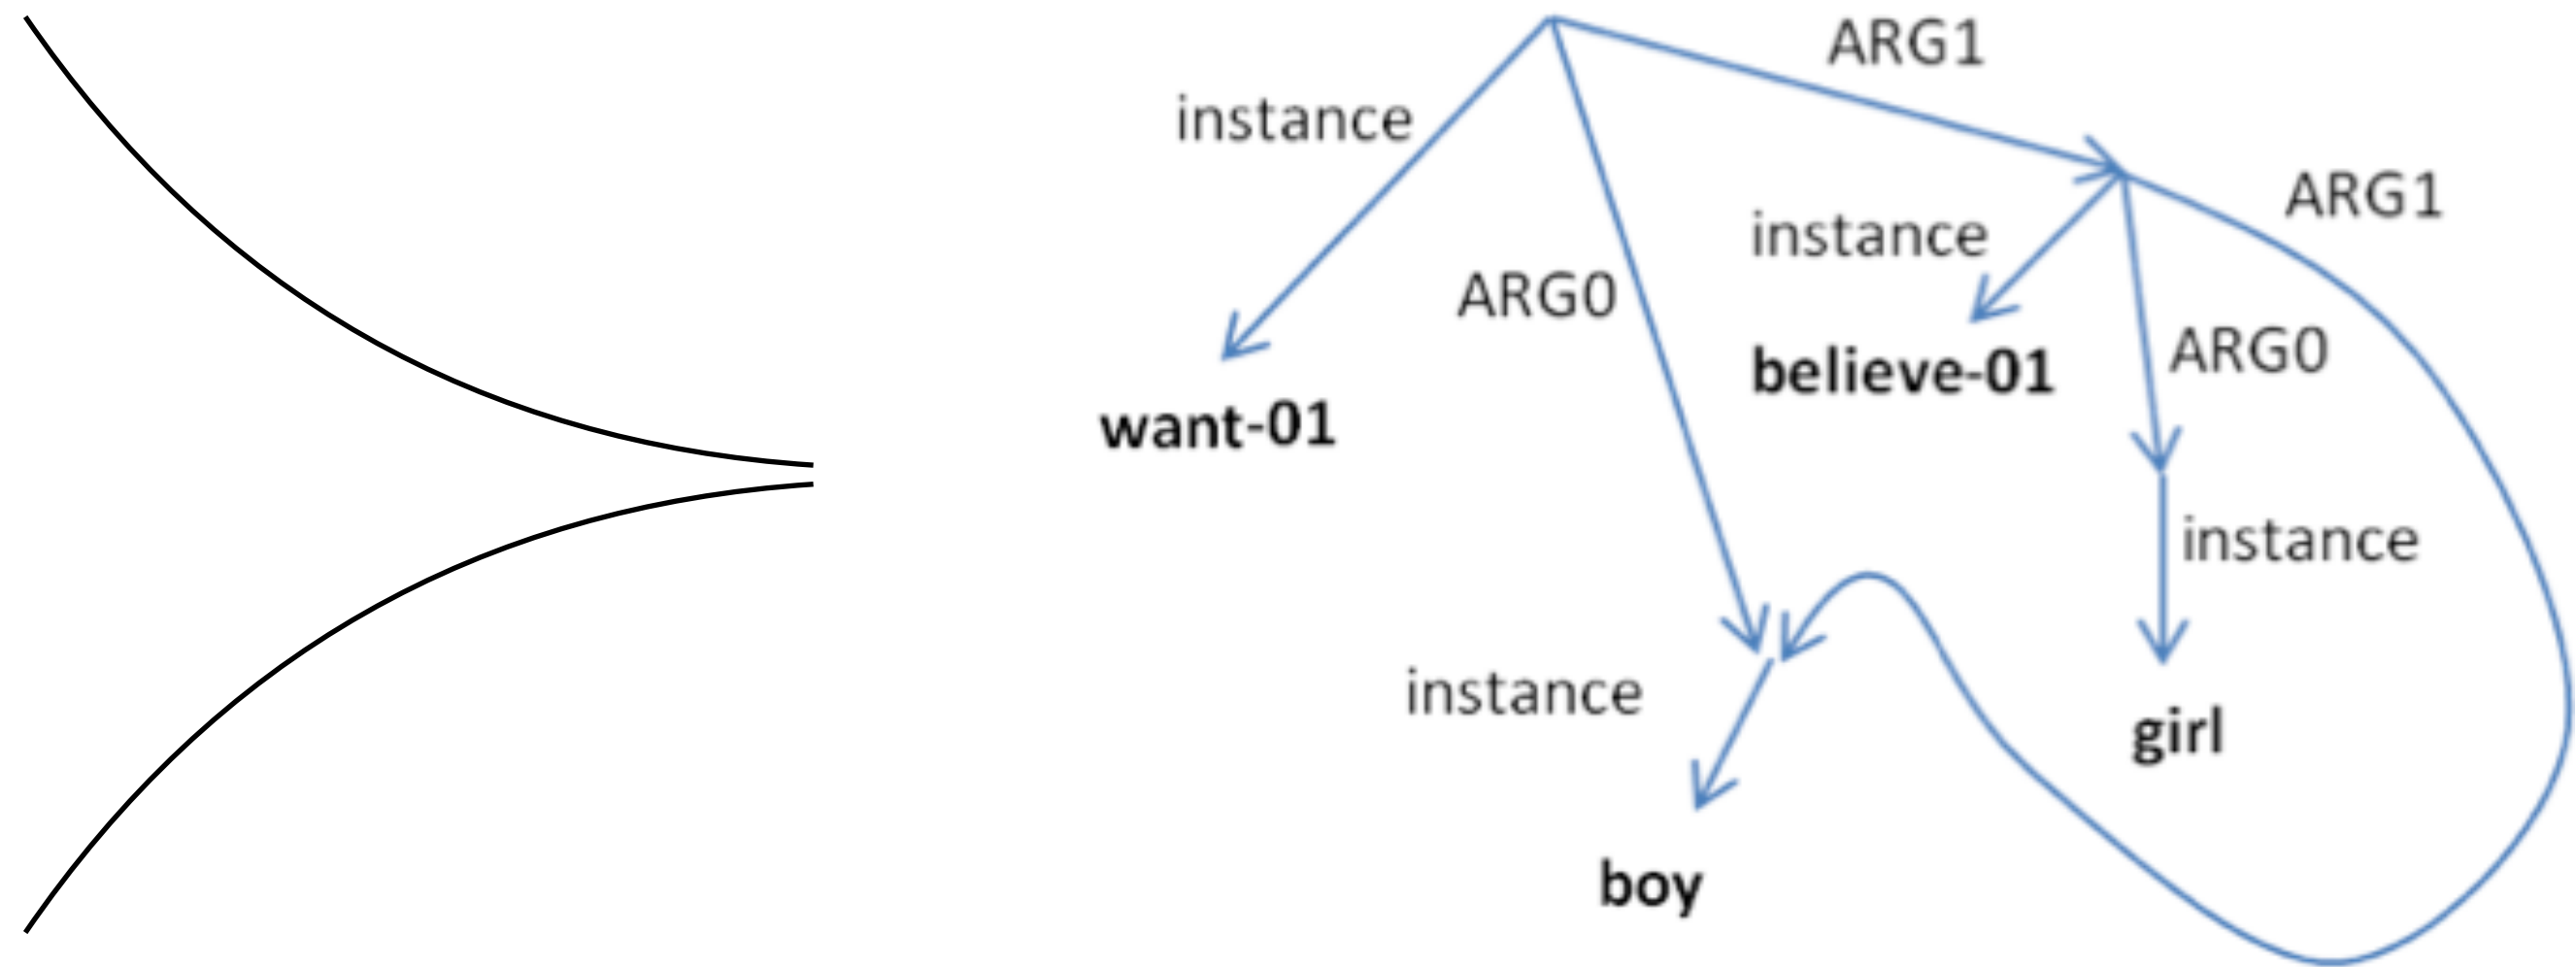 ARG1
instance
ARG1
instance
ARG0
ARG0
believe-01
want-01
instance
instance
girl
boy